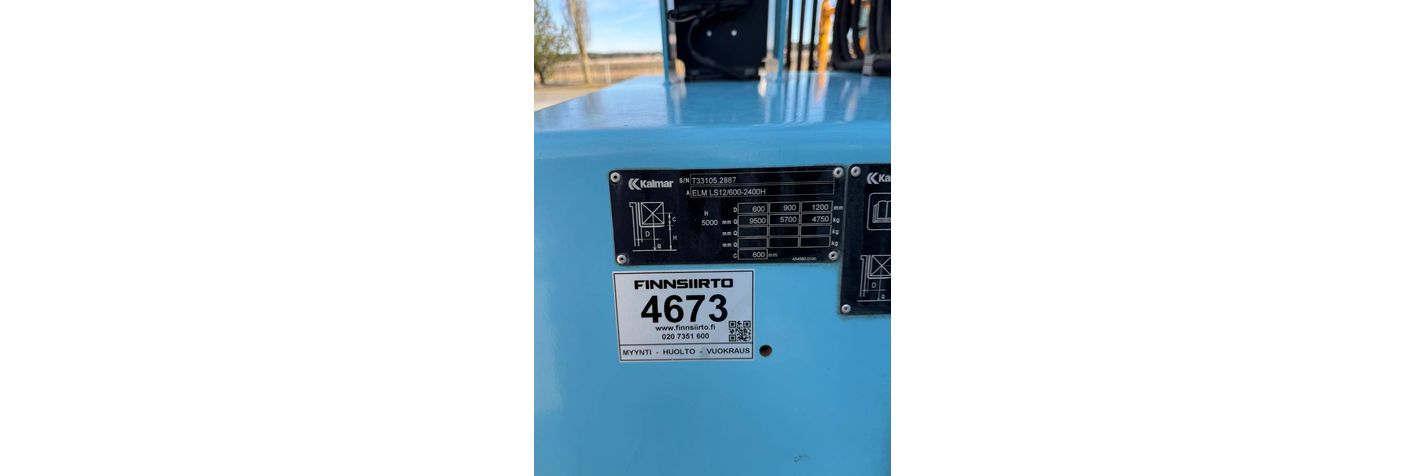 Kalmar S/N T33105.2887
A ELM LS12/600-2400H
D 600 900 1200 mm
H 5000 mm Q 9500 5700 4750 kg
mm Q kg
mm Q kg
C 600 mm
C
D
H
Q
Kalmar
D
Q
FINNSIIRTO
4673
www.finnsiirto.fi
020 7351 600
MYYNTI - HUOLTO - VUOKRAUS